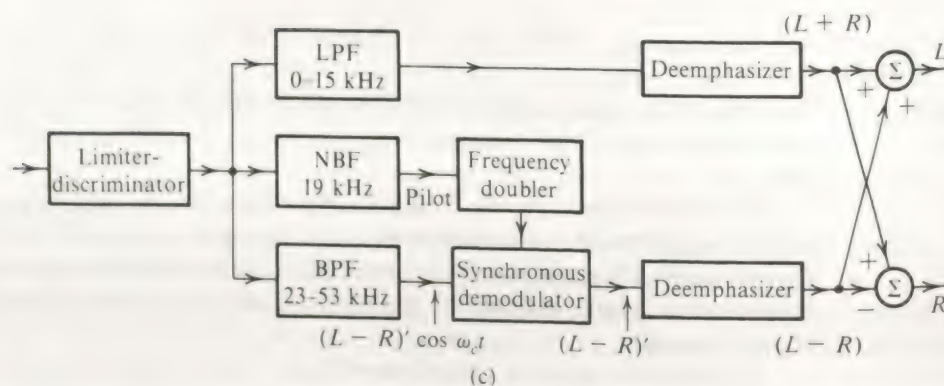 (L + R)
LPF
0–15 kHz
Deemphasizer
Σ
L
+
+
Limiter-
discriminator
NBF
19 kHz
Pilot
Frequency
doubler
BPF
23–53 kHz
Synchronous
demodulator
Deemphasizer
+
Σ
R
−
(L − R)′ cos ω_c t
(L − R)′
(L − R)
(c)